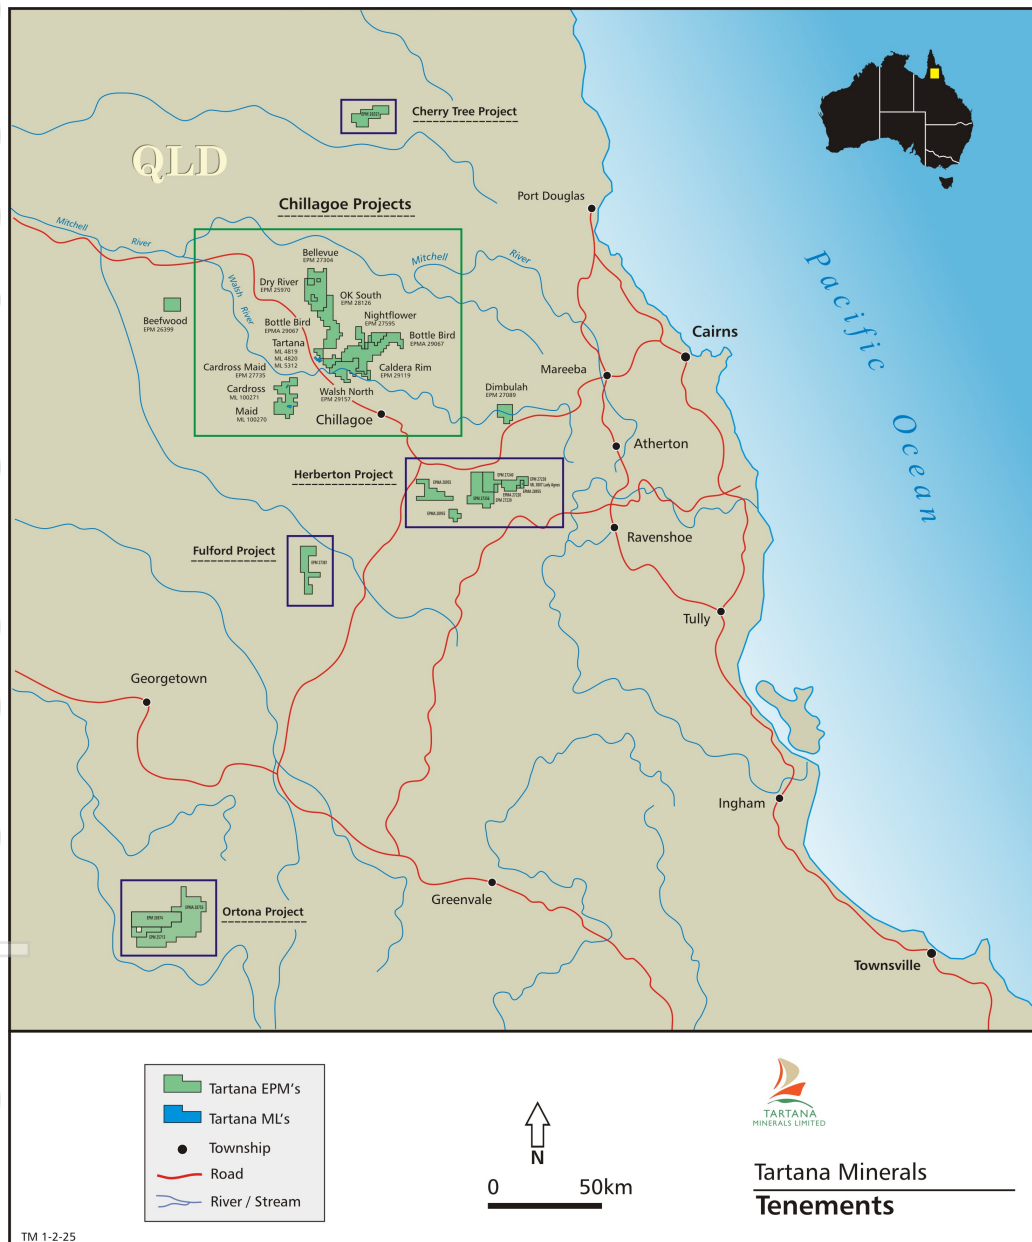 Cherry Tree Project
QLD
Port Douglas
Chillagoe Projects
Mitchell
River
Mitchell
River
Walsh
River
Pacific
Ocean
Bellevue
EPM 27304
Dry River
EPM 25970
OK South
EPM 28126
Beefwood
EPM 26399
Bottle Bird
EPMA 29067
Nightflower
EPM 27595
Bottle Bird
EPMA 29067
Tartana
ML 4819
ML 4820
ML 5312
Cairns
Cardross Maid
EPM 27735
Caldera Rim
EPM 29119
Mareeba
Cardross
ML 100271
Walsh North
EPM 29157
Dimbulah
EPM 27089
Maid
ML 100270
Chillagoe
Atherton
Herberton Project
Ravenshoe
Fulford Project
Tully
Georgetown
Ingham
Greenvale
Ortona Project
Townsville
Tartana EPM's
Tartana ML's
Township
Road
River / Stream
N
0 50km
TARTANA
MINERALS LIMITED
Tartana Minerals
Tenements
TM 1-2-25